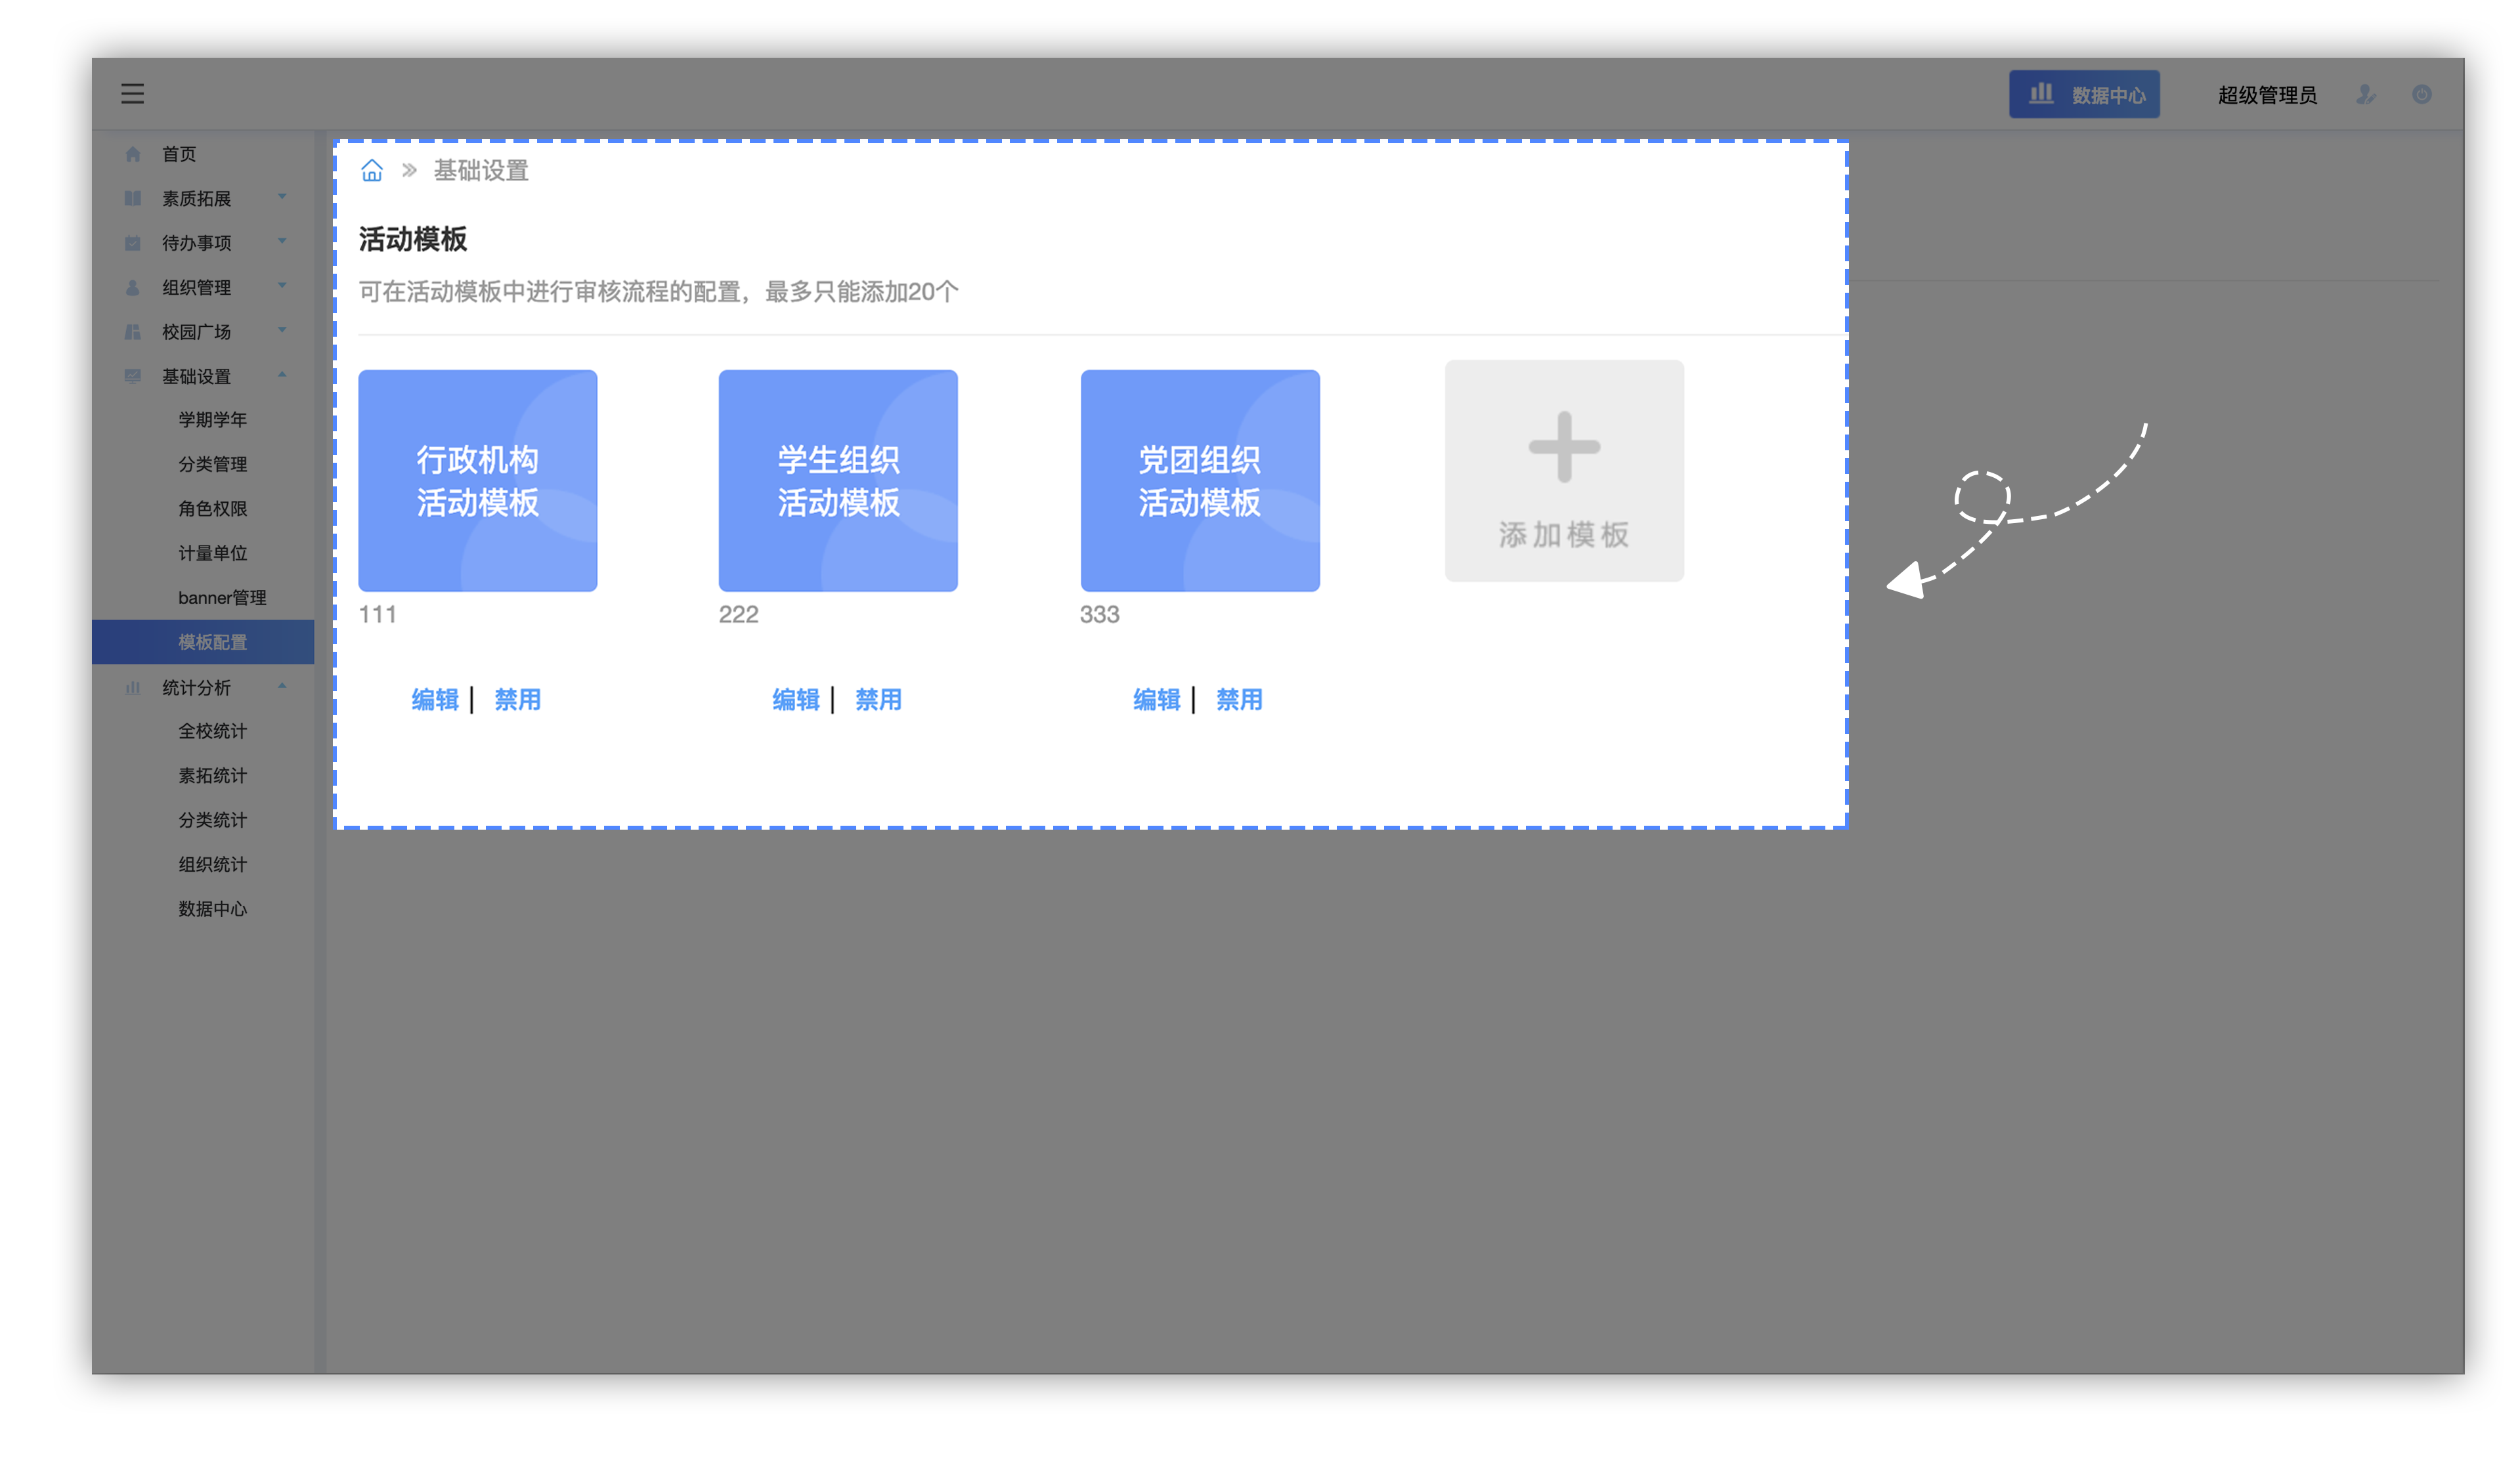 数据中心
超级管理员
首页
素质拓展
待办事项
组织管理
校园广场
基础设置
学期学年
分类管理
角色权限
计量单位
banner管理
模板配置
统计分析
全校统计
素拓统计
分类统计
组织统计
数据中心
基础设置
活动模板
可在活动模板中进行审核流程的配置，最多只能添加20个
行政机构
活动模板
111
编辑 | 禁用
学生组织
活动模板
222
编辑 | 禁用
党团组织
活动模板
333
编辑 | 禁用
添加模板